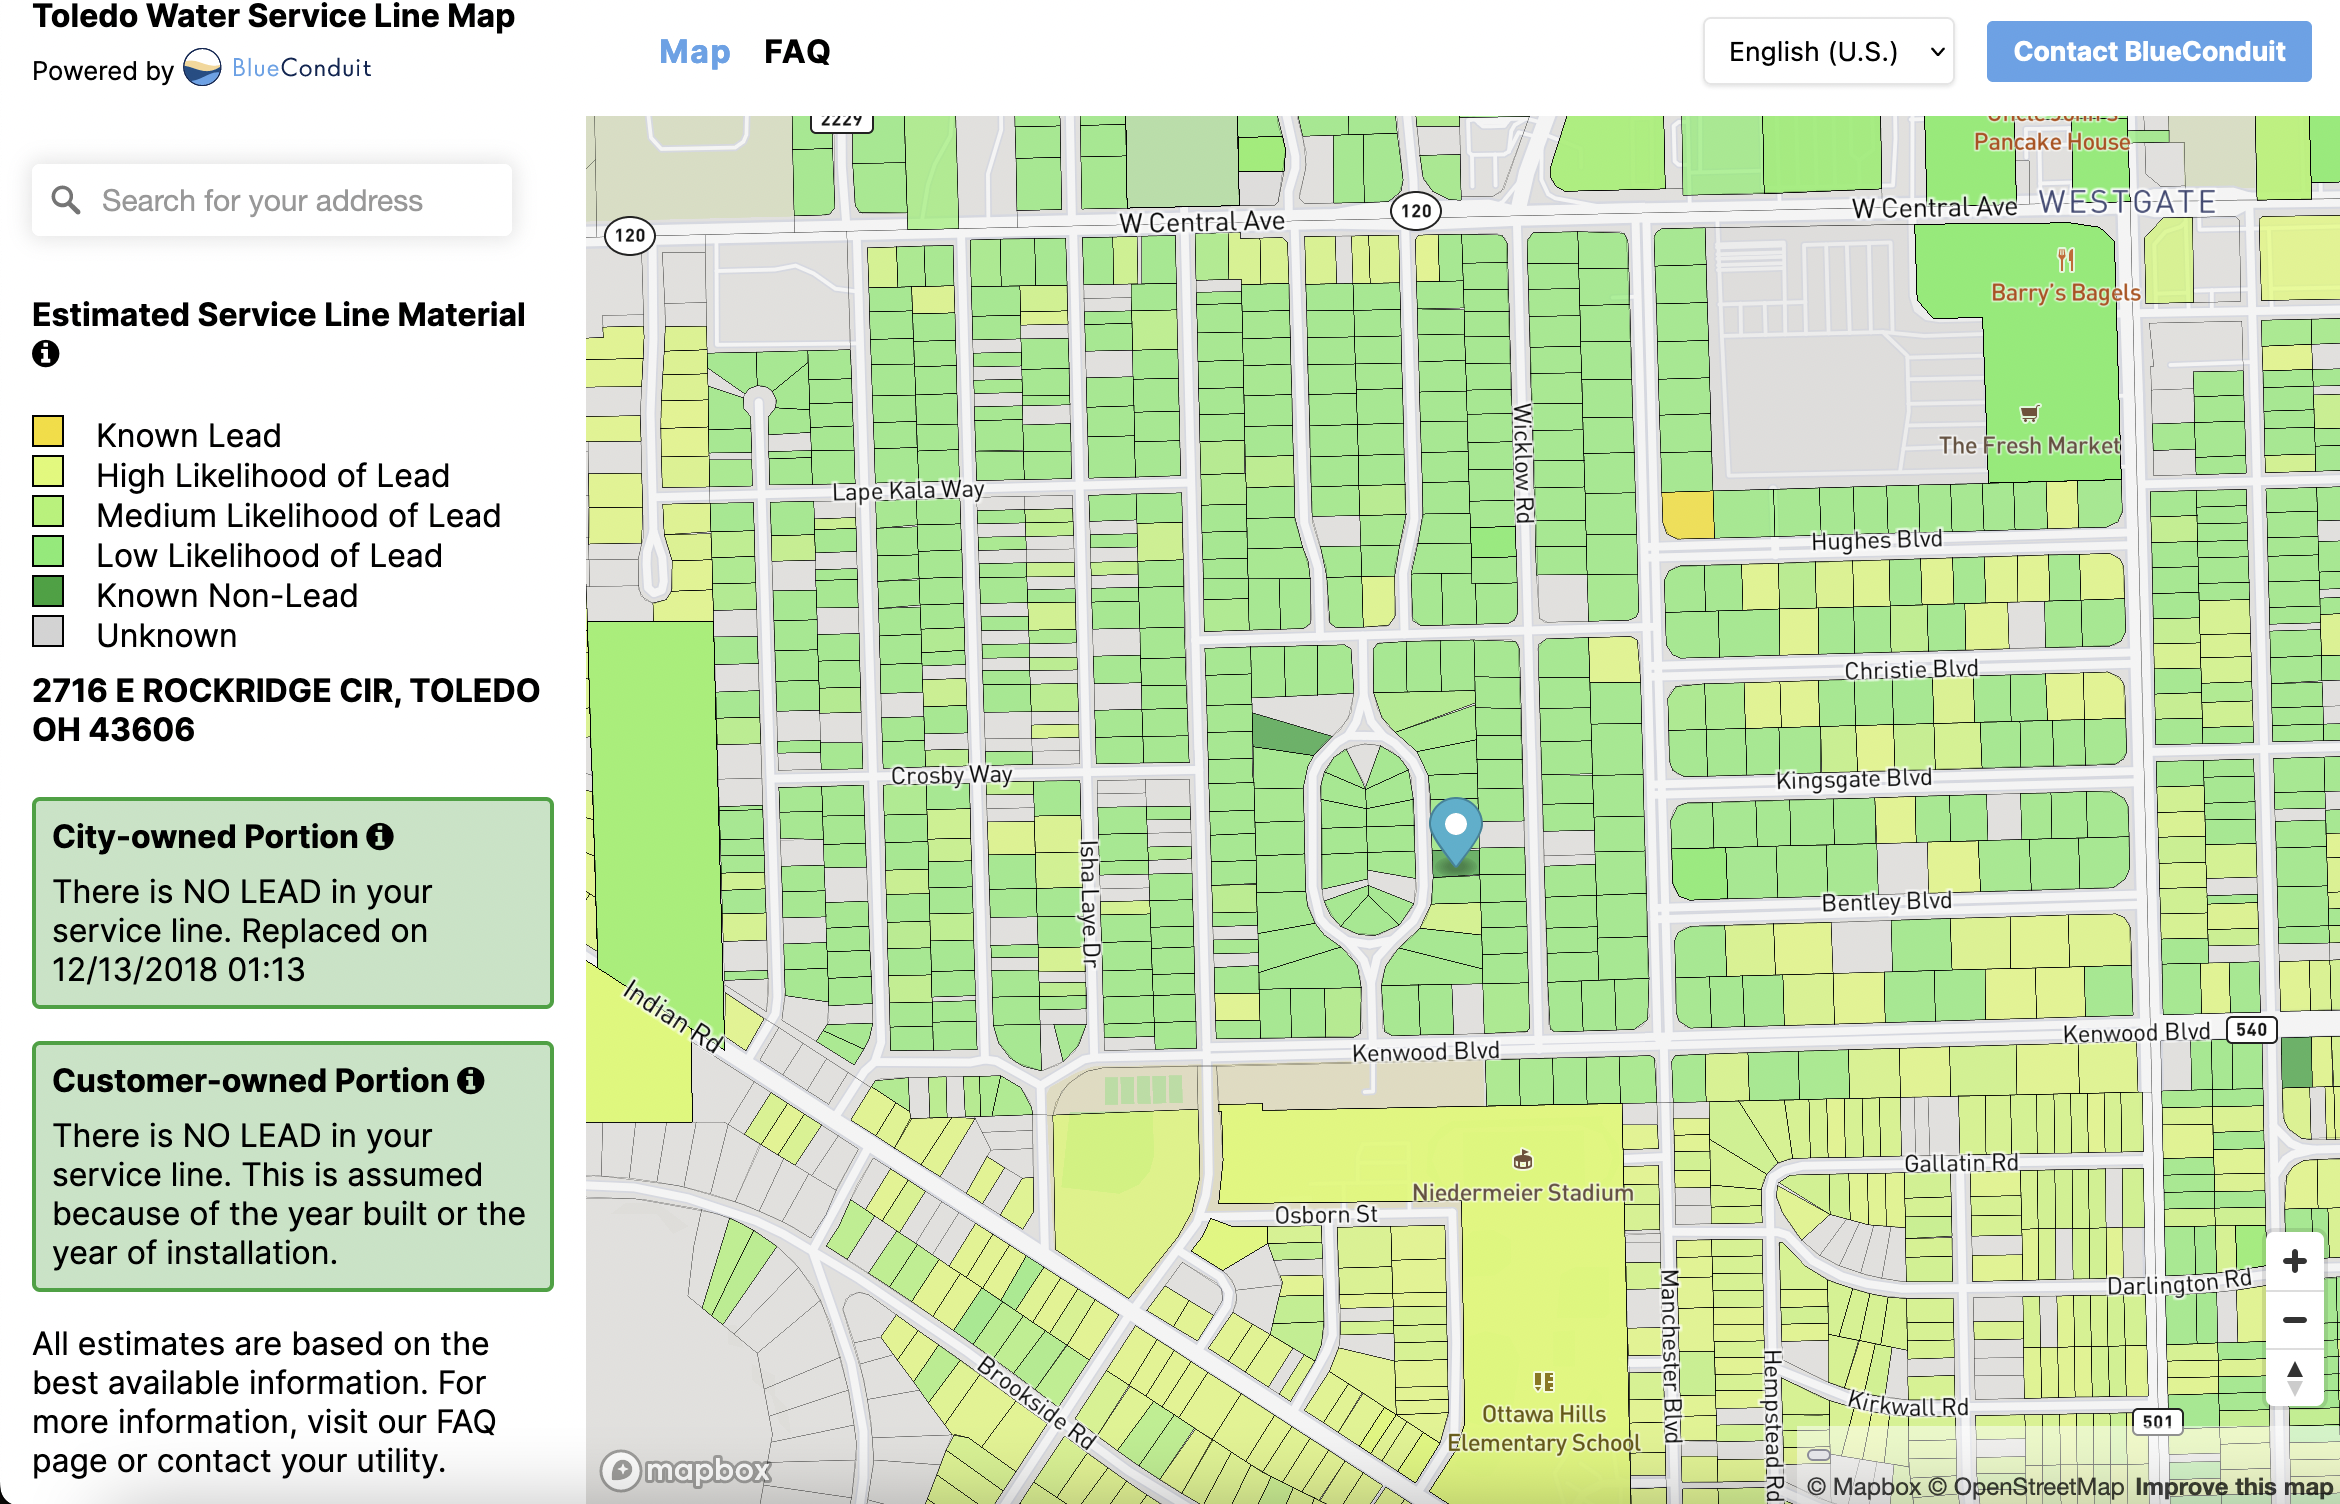 Toledo Water Service Line Map
Powered by BlueConduit
Map
FAQ
English (U.S.)
Contact BlueConduit
Search for your address
Estimated Service Line Material
Known Lead
High Likelihood of Lead
Medium Likelihood of Lead
Low Likelihood of Lead
Known Non-Lead
Unknown
2716 E ROCKRIDGE CIR, TOLEDO
OH 43606
City-owned Portion
There is NO LEAD in your
service line. Replaced on
12/13/2018 01:13
Customer-owned Portion
There is NO LEAD in your
service line. This is assumed
because of the year built or the
year of installation.
All estimates are based on the
best available information. For
more information, visit our FAQ
page or contact your utility.
2229
Uncle John's
Pancake House
120
W Central Ave
120
W Central Ave
WESTGATE
Barry's Bagels
The Fresh Market
Wicklow Rd
Lape Kala Way
Hughes Blvd
Christie Blvd
Crosby Way
Kingsgate Blvd
Isha Laye Dr
Bentley Blvd
Indian Rd
Kenwood Blvd
Kenwood Blvd
540
Niedermeier Stadium
Gallatin Rd
Osborn St
Darlington Rd
Manchester Blvd
Hempstead Rd
Brookside Rd
Kirkwall Rd
Ottawa Hills
Elementary School
501
mapbox
© Mapbox © OpenStreetMap Improve this map